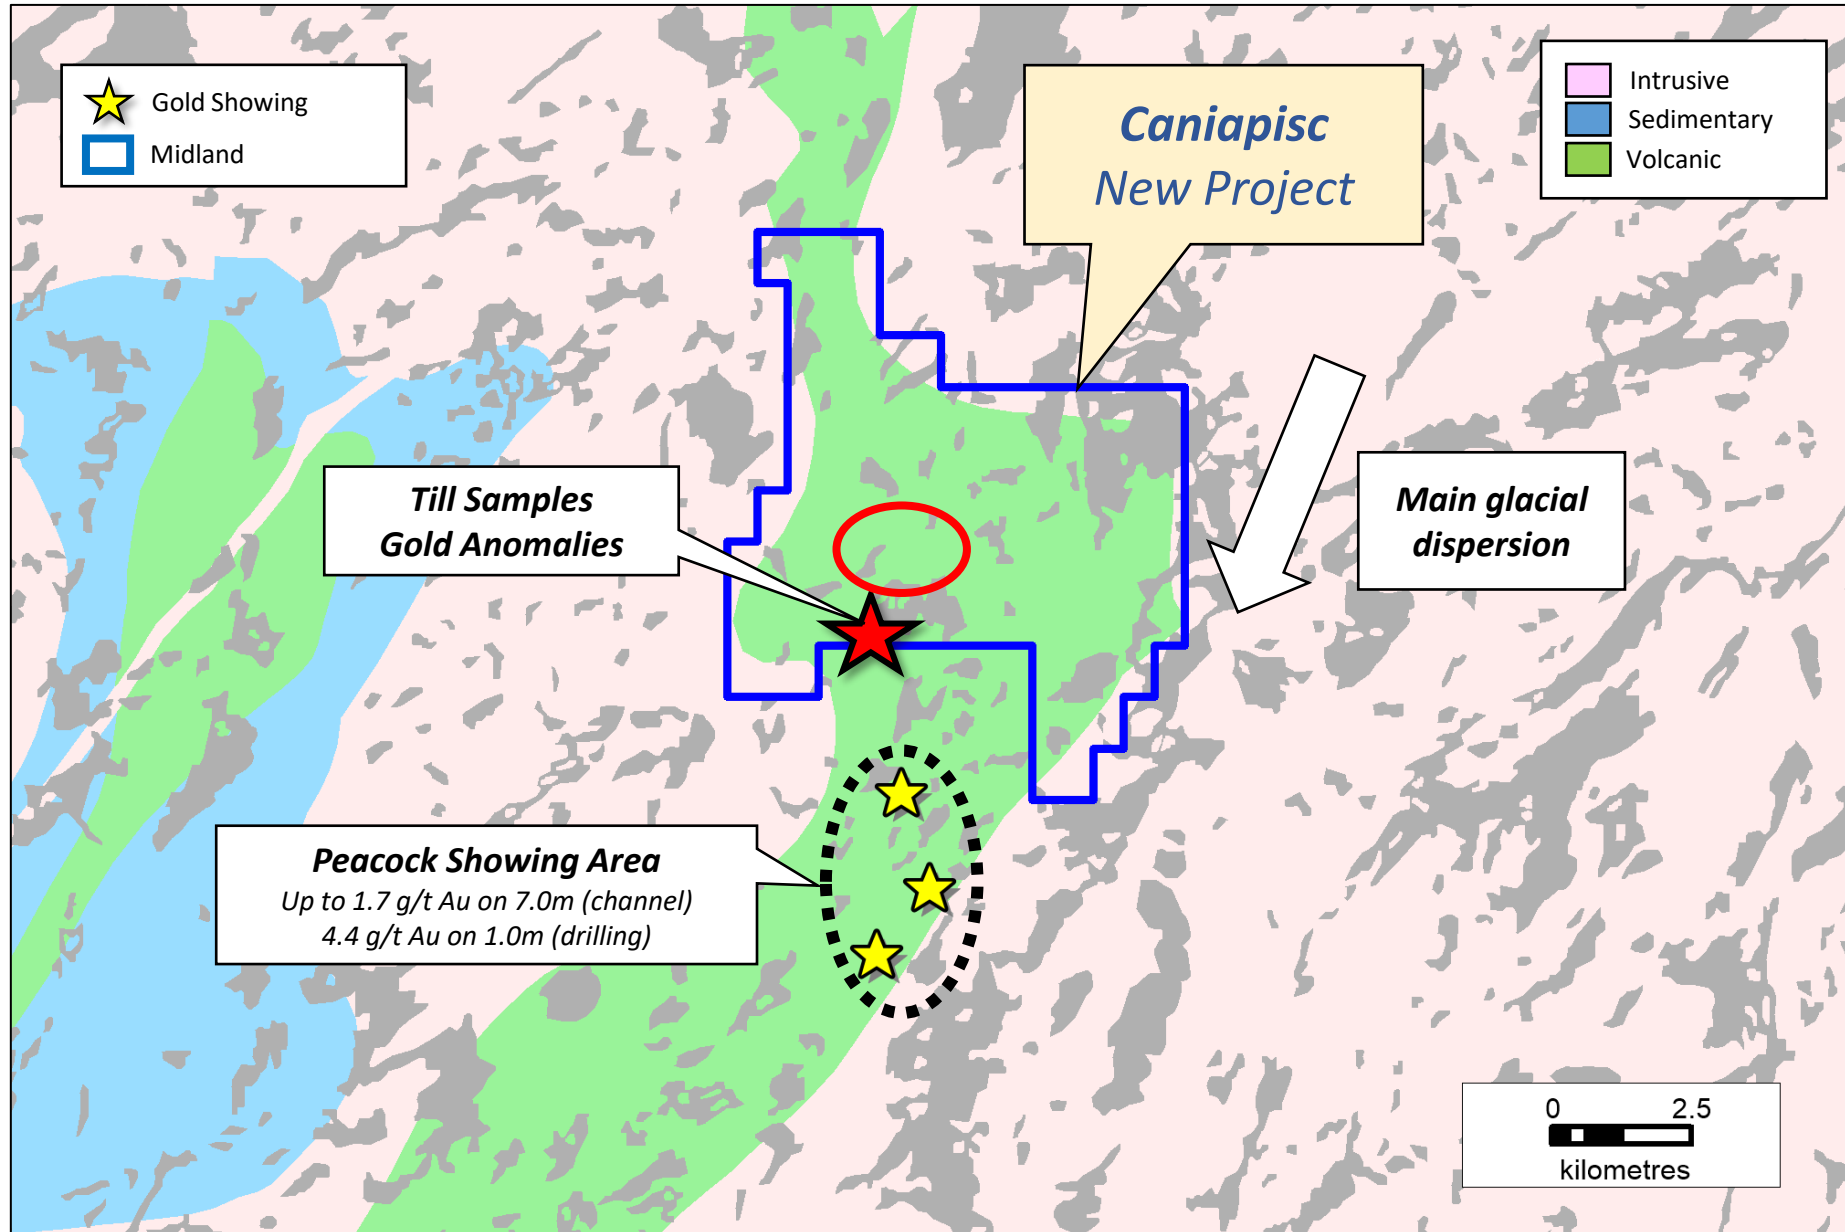 Gold Showing
Midland
Caniapisc
New Project
Intrusive
Sedimentary
Volcanic
Till Samples
Gold Anomalies
Main glacial
dispersion
Peacock Showing Area
Up to 1.7 g/t Au on 7.0m (channel)
4.4 g/t Au on 1.0m (drilling)
0 2.5
kilometres